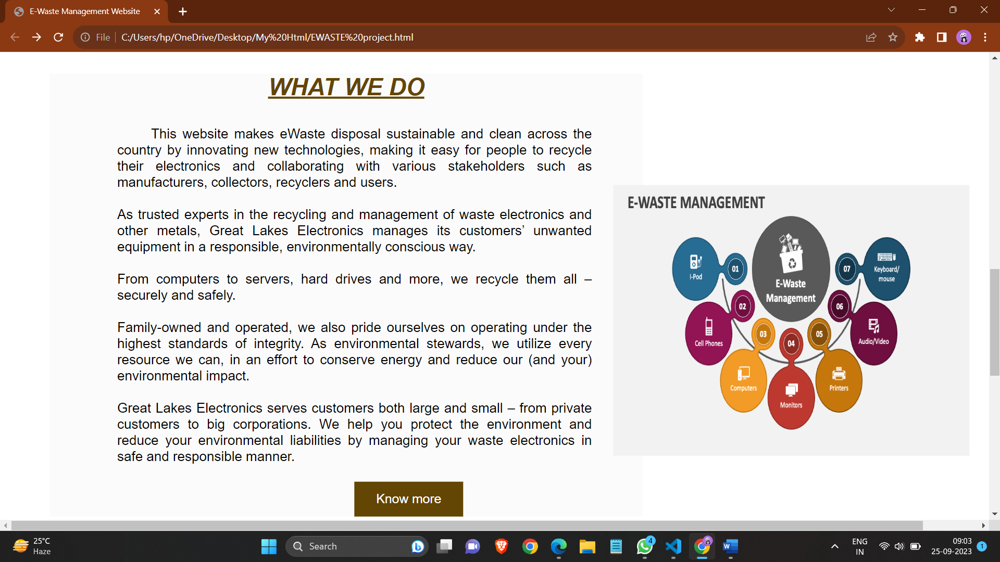 E-Waste Management Website
File
C:/Users/hp/OneDrive/Desktop/My%20Html/EWASTE%20project.html
WHAT WE DO
This website makes eWaste disposal sustainable and clean across the
country by innovating new technologies, making it easy for people to recycle
their electronics and collaborating with various stakeholders such as
manufacturers, collectors, recyclers and users.
As trusted experts in the recycling and management of waste electronics and
other metals, Great Lakes Electronics manages its customers’ unwanted
equipment in a responsible, environmentally conscious way.
From computers to servers, hard drives and more, we recycle them all –
securely and safely.
Family-owned and operated, we also pride ourselves on operating under the
highest standards of integrity. As environmental stewards, we utilize every
resource we can, in an effort to conserve energy and reduce our (and your)
environmental impact.
Great Lakes Electronics serves customers both large and small – from private
customers to big corporations. We help you protect the environment and
reduce your environmental liabilities by managing your waste electronics in
safe and responsible manner.
Know more
E-WASTE MANAGEMENT
E-Waste
Management
01
I-Pod
02
Cell Phones
03
Computers
04
Monitors
05
Printers
06
Audio/Video
07
Keyboard/
mouse
25°C
Haze
Search
4
W
ENG
IN
09:03
25-09-2023
1